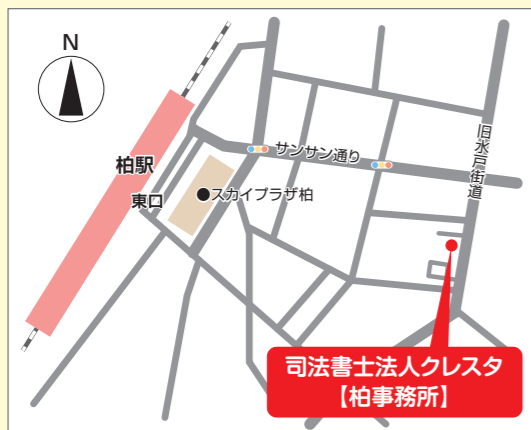 N
柏駅
東口
サンサン通り
スカイプラザ柏
旧水戸街道
司法書士法人クレスタ
【柏事務所】